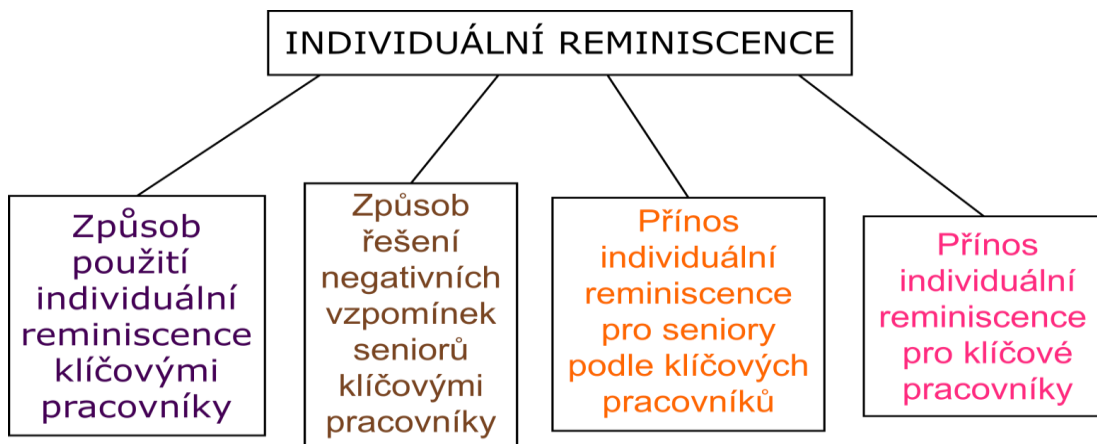 INDIVIDUÁLNÍ REMINISCENCE
Způsob
použití
individuální
reminiscence
klíčovými
pracovníky
Způsob
řešení
negativních
vzpomínek
seniorů
klíčovými
pracovníky
Přínos
individuální
reminiscence
pro seniory
podle klíčových
pracovníků
Přínos
individuální
reminiscence
pro klíčové
pracovníky